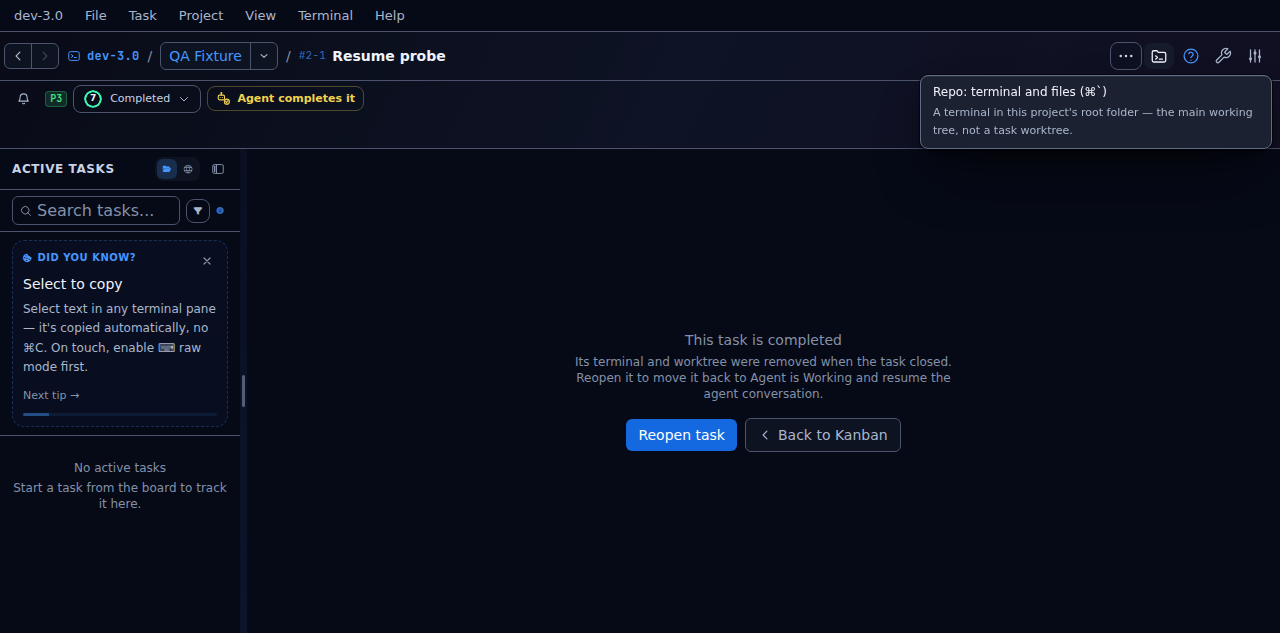 dev-3.0 File Task Project View Terminal Help
dev-3.0 / QA Fixture / #2-1 Resume probe
P3 7 Completed Agent completes it
Repo: terminal and files (⌘`)
A terminal in this project's root folder — the main working
tree, not a task worktree.
ACTIVE TASKS
Search tasks...
DID YOU KNOW?
Select to copy
Select text in any terminal pane
— it's copied automatically, no
⌘C. On touch, enable ⌨ raw
mode first.
Next tip →
No active tasks
Start a task from the board to track
it here.
This task is completed
Its terminal and worktree were removed when the task closed.
Reopen it to move it back to Agent is Working and resume the
agent conversation.
Reopen task Back to Kanban